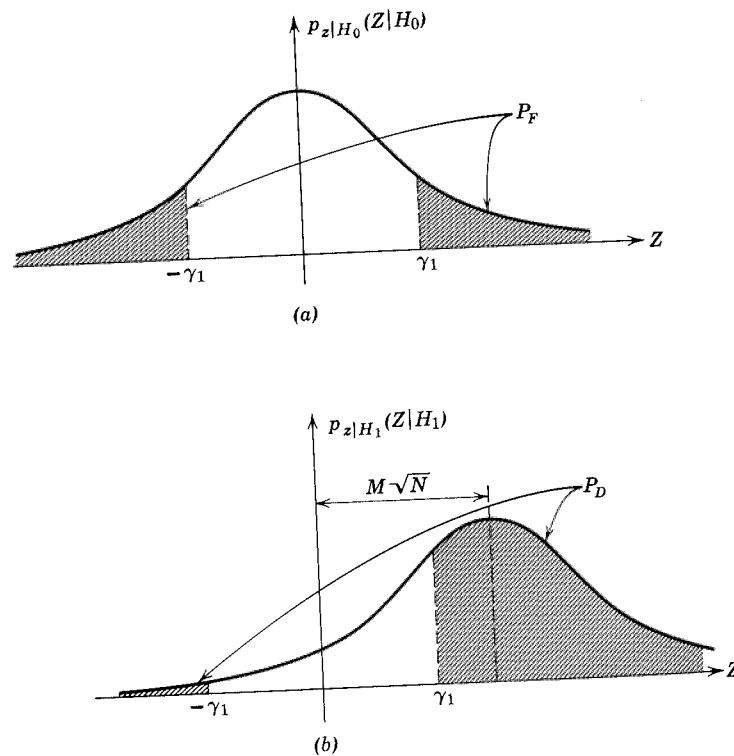 p_{z|H_0}(Z|H_0)
P_F
Z
−γ_1
γ_1
(a)
p_{z|H_1}(Z|H_1)
M√N
P_D
Z
−γ_1
γ_1
(b)